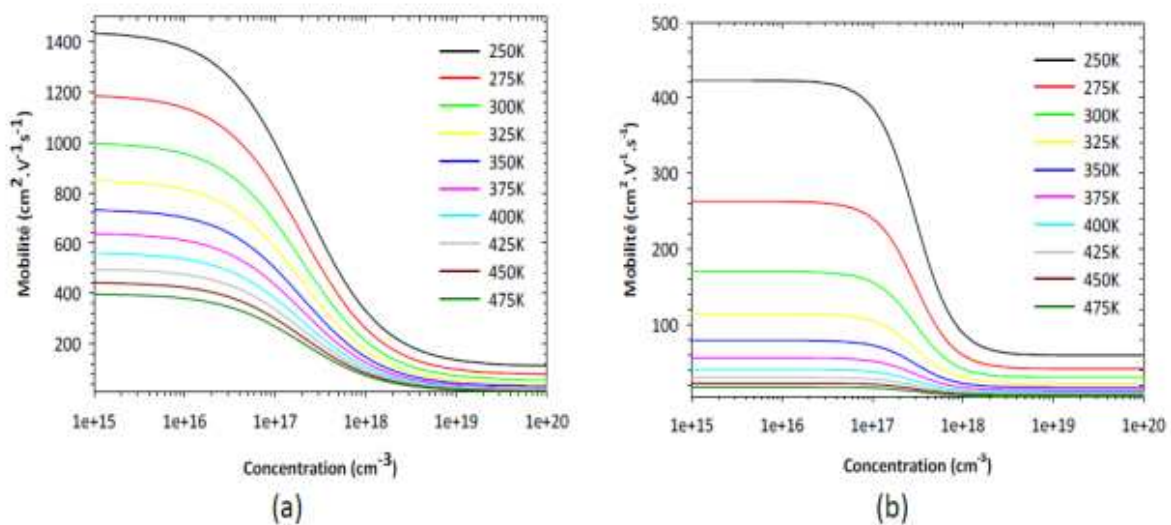 1400
1200
1000
800
600
400
200
1e+15 1e+16 1e+17 1e+18 1e+19 1e+20
Mobilité (cm².V⁻¹s⁻¹)
Concentration (cm⁻³)
250K
275K
300K
325K
350K
375K
400K
425K
450K
475K
(a)
500
400
300
200
100
1e+15 1e+16 1e+17 1e+18 1e+19 1e+20
Mobilité (cm².V⁻¹.s⁻¹)
Concentration (cm⁻³)
250K
275K
300K
325K
350K
375K
400K
425K
450K
475K
(b)